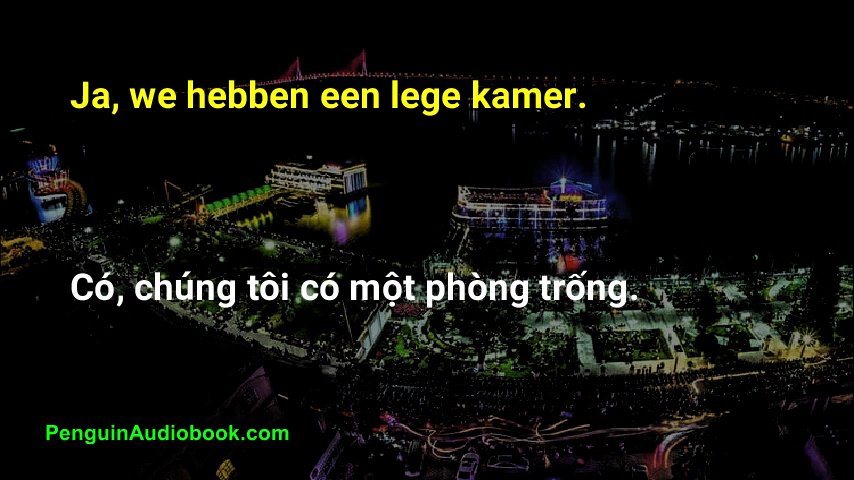 Ja, we hebben een lege kamer.
Có, chúng tôi có một phòng trống.
PenguinAudiobook.com